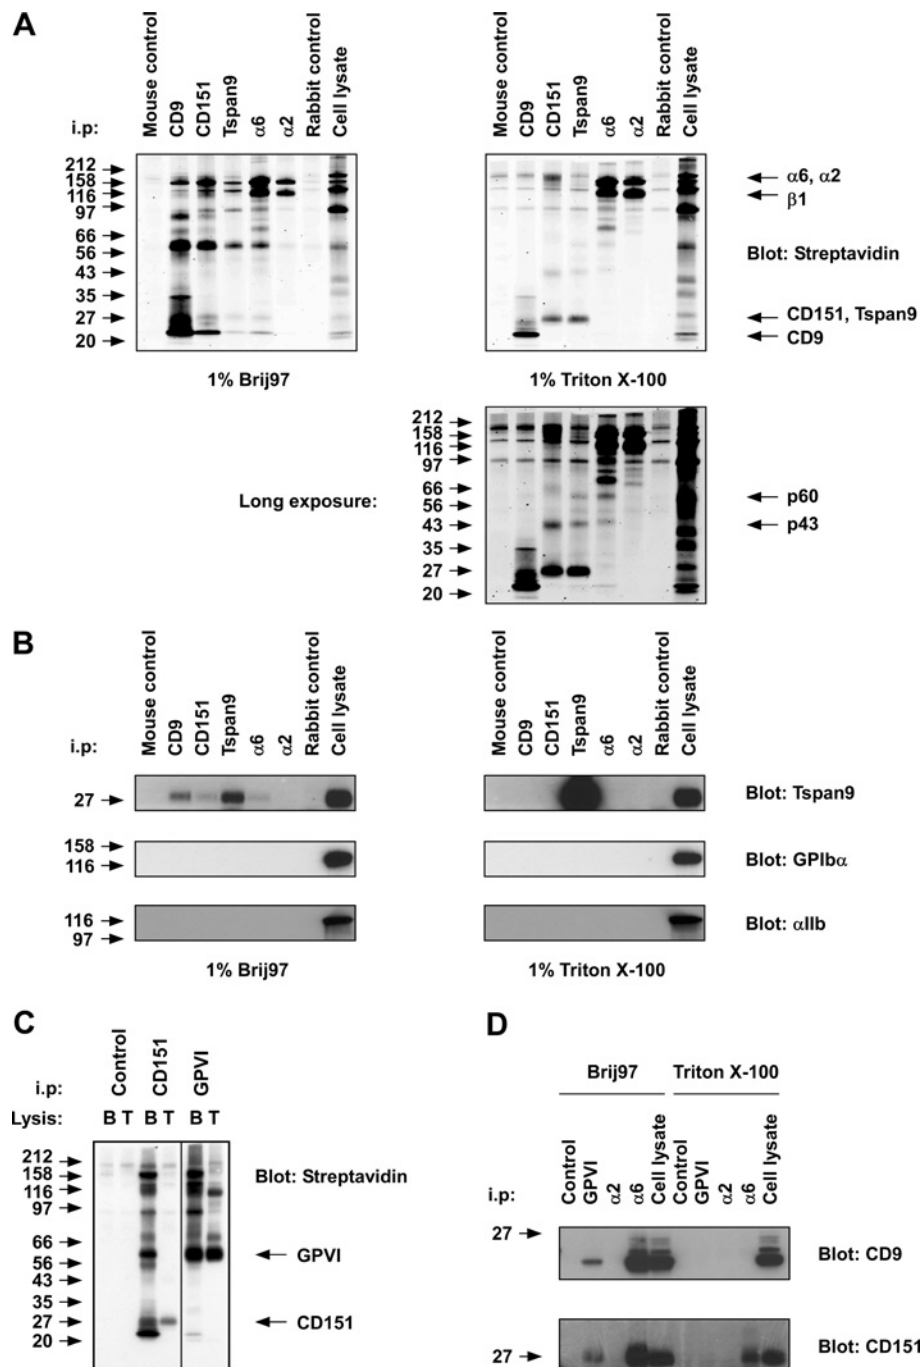 A
i.p:
Mouse control
CD9
CD151
Tspan9
α6
α2
Rabbit control
Cell lysate
Mouse control
CD9
CD151
Tspan9
α6
α2
Rabbit control
Cell lysate
212
158
116
97
66
56
43
35
27
20
α6, α2
β1
Blot: Streptavidin
CD151, Tspan9
CD9
1% Brij97
1% Triton X-100
Long exposure:
212
158
116
97
66
56
43
35
27
20
p60
p43
B
i.p:
Mouse control
CD9
CD151
Tspan9
α6
α2
Rabbit control
Cell lysate
Mouse control
CD9
CD151
Tspan9
α6
α2
Rabbit control
Cell lysate
27
Blot: Tspan9
158
116
Blot: GPIbα
116
97
Blot: αIIb
1% Brij97
1% Triton X-100
C
i.p:
Control
CD151
GPVI
Lysis: B T B T B T
212
158
116
97
66
56
43
35
27
20
Blot: Streptavidin
GPVI
CD151
D
Brij97 Triton X-100
i.p:
Control
GPVI
α2
α6
Cell lysate
Control
GPVI
α2
α6
Cell lysate
27
Blot: CD9
27
Blot: CD151